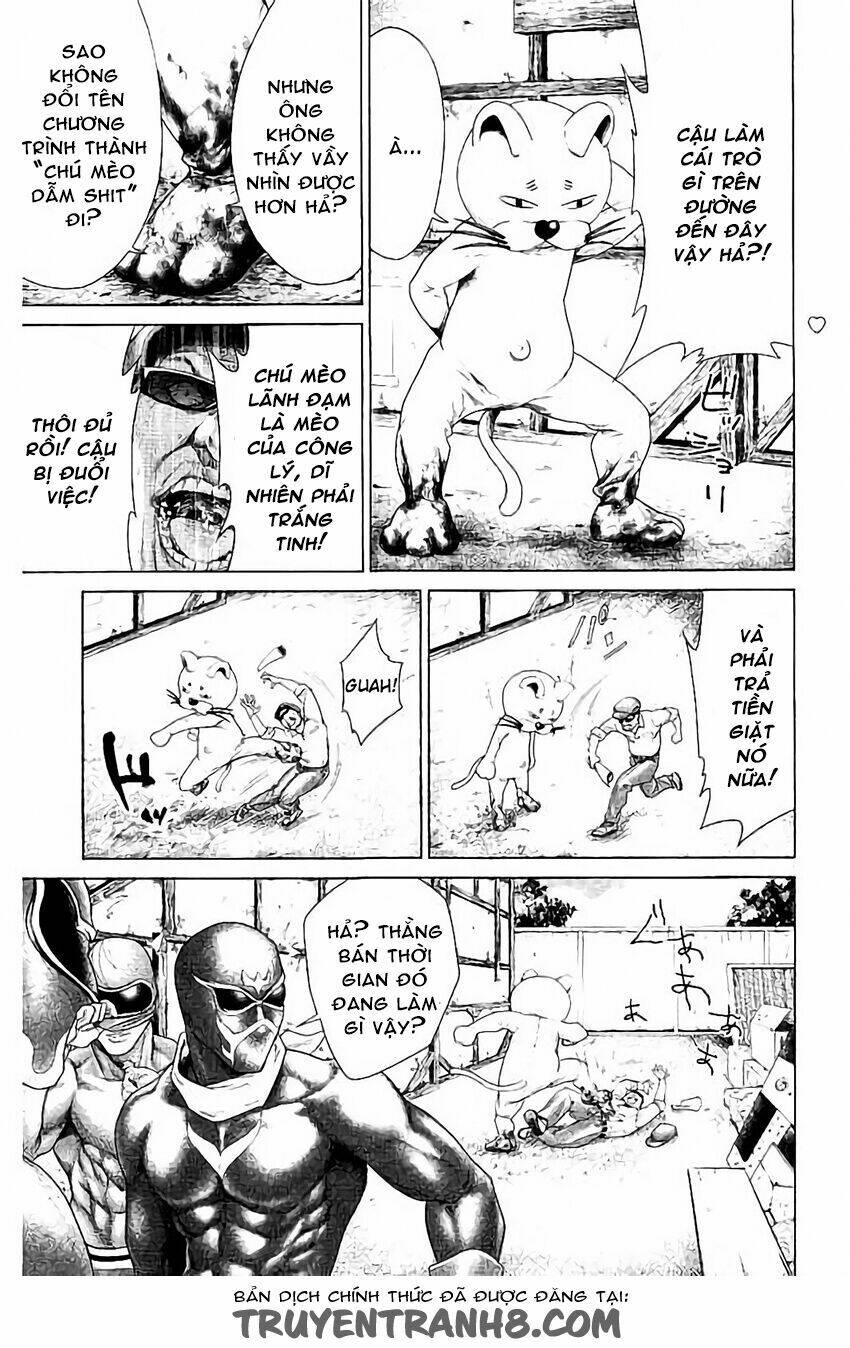 CẬU LÀM
CÁI TRÒ
GÌ TRÊN
ĐƯỜNG
ĐẾN ĐÂY
VẬY HẢ?!
À...
NHƯNG
ÔNG
KHÔNG
THẤY VẦY
NHÌN ĐƯỢC
HƠN HẢ?
SAO
KHÔNG
ĐỔI TÊN
CHƯƠNG
TRÌNH THÀNH
“CHÚ MÈO
DẪM SHIT”
ĐI?
CHÚ MÈO
LÃNH ĐẠM
LÀ MÈO
CỦA CÔNG
LÝ, DĨ
NHIÊN PHẢI
TRẮNG
TINH!
THÔI ĐỦ
RỒI! CẬU
BỊ ĐUỔI
VIỆC!
VÀ
PHẢI
TRẢ
TIỀN
GIẶT
NÓ
NỮA!
GUAH!
HẢ? THẰNG
BÁN THỜI
GIAN ĐÓ
ĐANG LÀM
GÌ VẬY?
あああ
あ
BẢN DỊCH CHÍNH THỨC ĐÃ ĐƯỢC ĐĂNG TẠI:
TRUYENTRANH8.COM